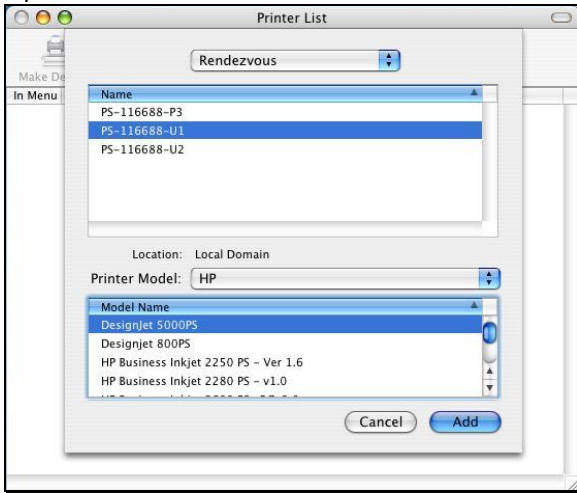 Printer List
Rendezvous
Make De
In Menu
Name
PS-116688-P3
PS-116688-U1
PS-116688-U2
Location: Local Domain
Printer Model: HP
Model Name
DesignJet 5000PS
Designjet 800PS
HP Business Inkjet 2250 PS - Ver 1.6
HP Business Inkjet 2280 PS - v1.0
Cancel Add